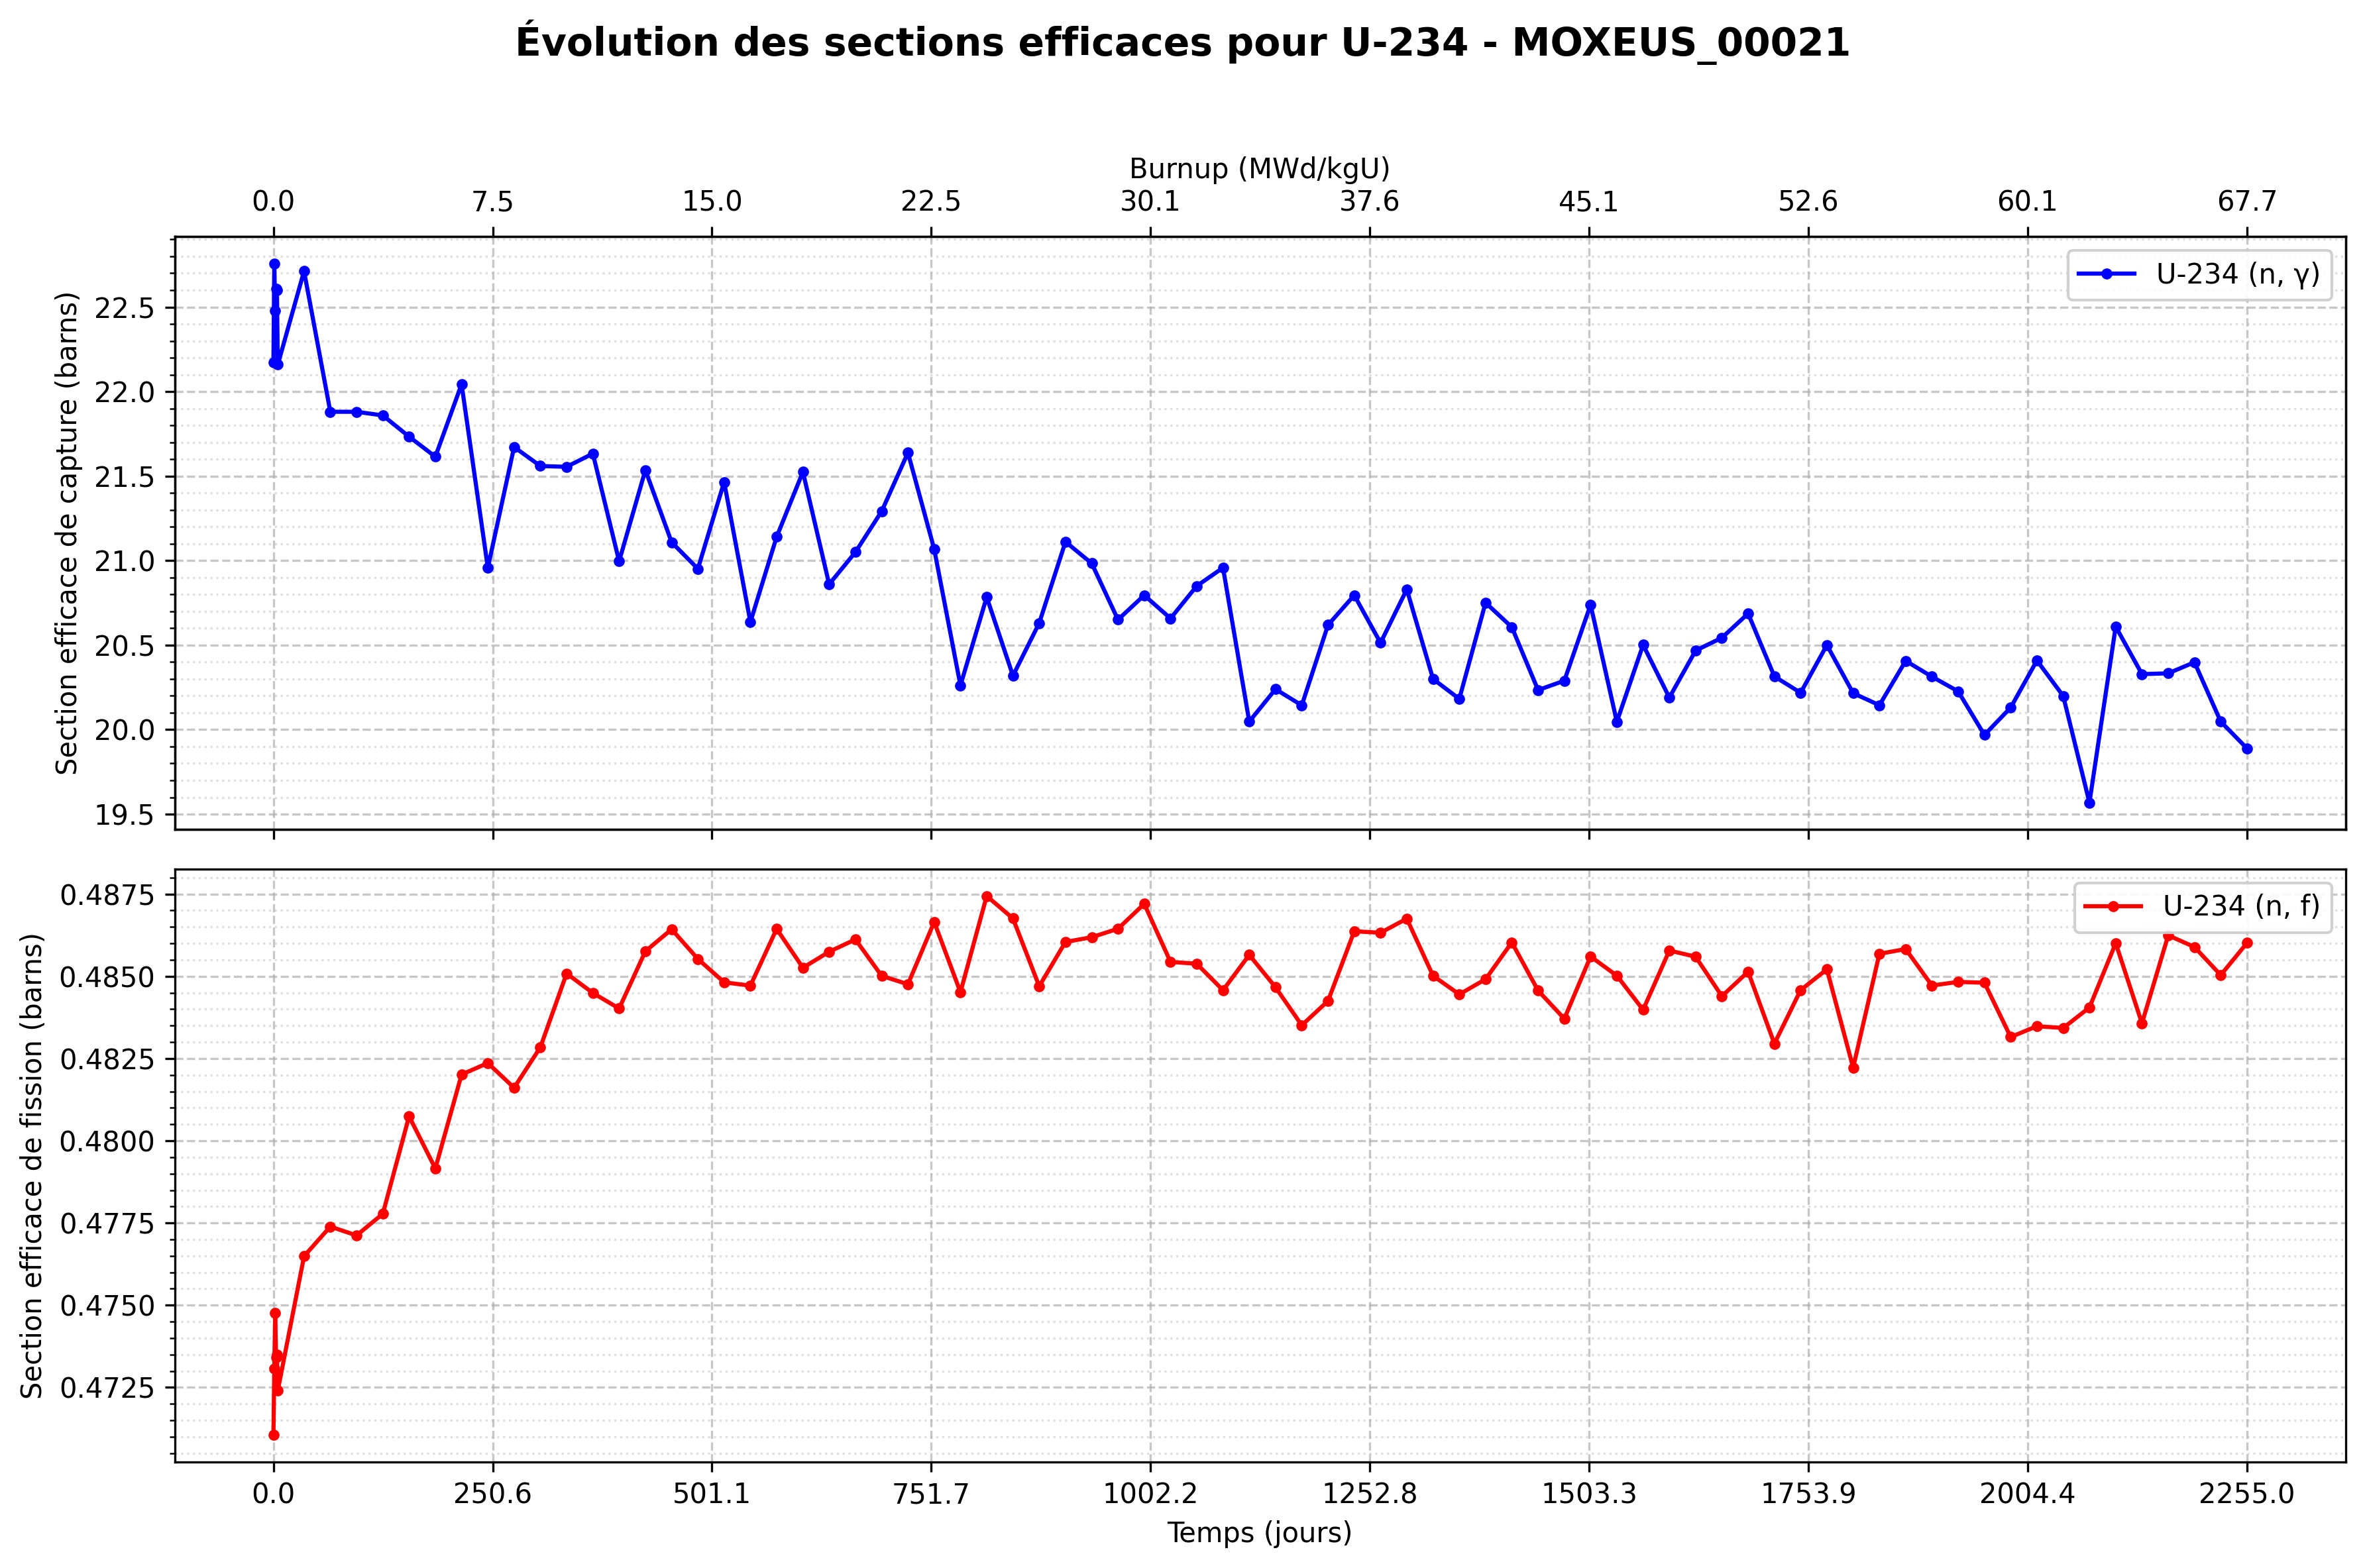 Évolution des sections efficaces pour U-234 - MOXEUS_00021
Burnup (MWd/kgU)
0.0 7.5 15.0 22.5 30.1 37.6 45.1 52.6 60.1 67.7
Section efficace de capture (barns)
22.5
22.0
21.5
21.0
20.5
20.0
19.5
U-234 (n, γ)
Section efficace de fission (barns)
0.4875
0.4850
0.4825
0.4800
0.4775
0.4750
0.4725
U-234 (n, f)
0.0 250.6 501.1 751.7 1002.2 1252.8 1503.3 1753.9 2004.4 2255.0
Temps (jours)